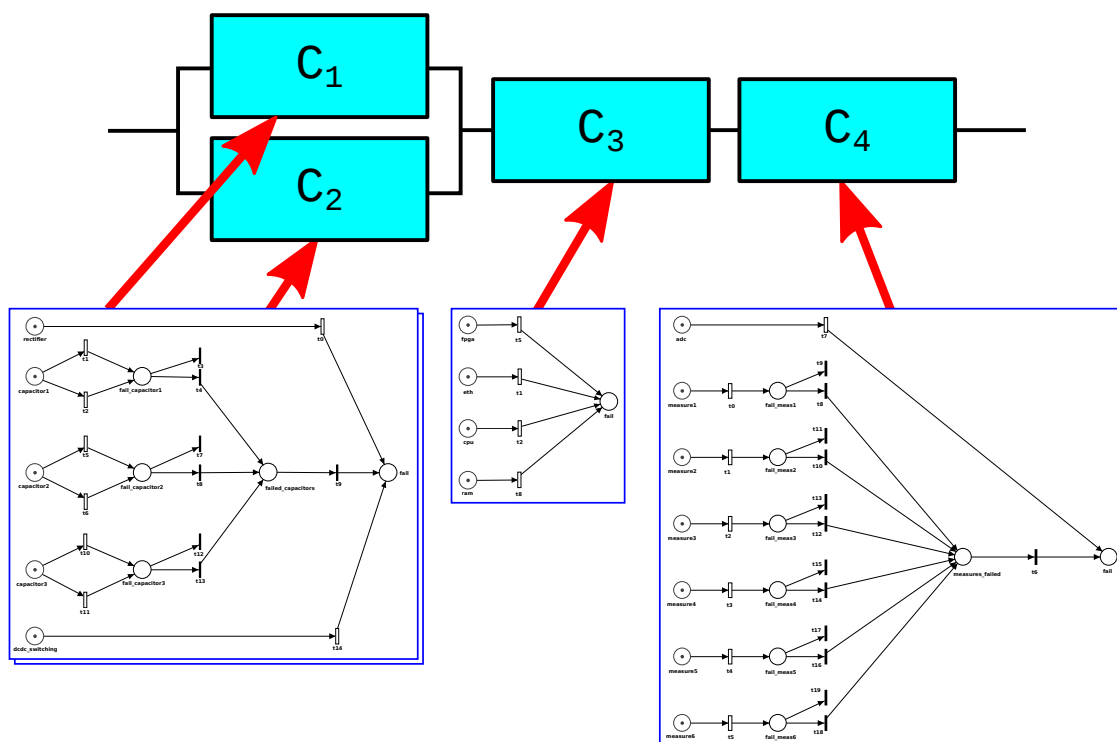 C1
C2
C3
C4
rectifier
t0
t1
capacitor1
fail_capacitor1
t2
t3
t4
t5
capacitor2
fail_capacitor2
t6
t7
t8
failed_capacitors
t9
fail
t10
capacitor3
fail_capacitor3
t11
t12
t13
dcdc_switching
t14
fpga
t5
eth
t1
cpu
t2
ram
t8
fail
adc
t7
measure1
t0
fail_meas1
t9
t8
measure2
t1
fail_meas2
t11
t10
measure3
t2
fail_meas3
t13
t12
measure4
t3
fail_meas4
t15
t14
measure5
t4
fail_meas5
t17
t16
measure6
t5
fail_meas6
t19
t18
measures_failed
t6
fail